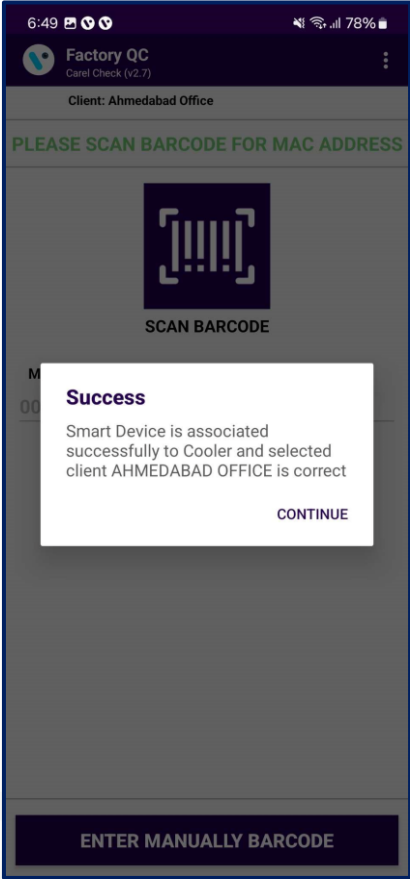 6:49 78%
Factory QC
Carel Check (v2.7)
Client: Ahmedabad Office
PLEASE SCAN BARCODE FOR MAC ADDRESS
SCAN BARCODE
M
00
Success
Smart Device is associated
successfully to Cooler and selected
client AHMEDABAD OFFICE is correct
CONTINUE
ENTER MANUALLY BARCODE